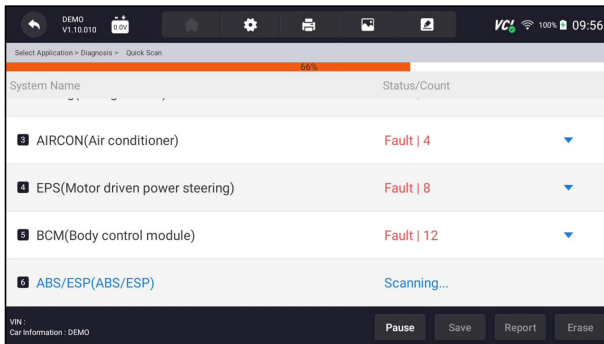 DEMO
V1.10.010
0.0V
VC!
100%
09:56
Select Application > Diagnosis > Quick Scan
66%
System Name Status/Count
3 AIRCON(Air conditioner) Fault | 4
4 EPS(Motor driven power steering) Fault | 8
5 BCM(Body control module) Fault | 12
6 ABS/ESP(ABS/ESP) Scanning...
VIN :
Car Information : DEMO
Pause Save Report Erase